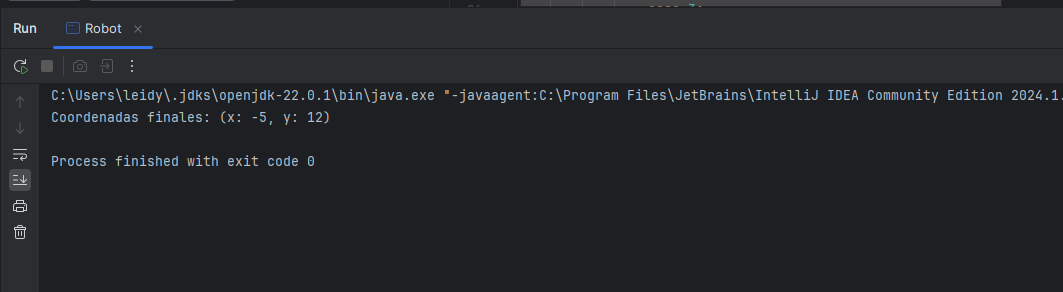 Run Robot
C:\Users\leidy\.jdks\openjdk-22.0.1\bin\java.exe "-javaagent:C:\Program Files\JetBrains\IntelliJ IDEA Community Edition 2024.1.
Coordenadas finales: (x: -5, y: 12)
Process finished with exit code 0